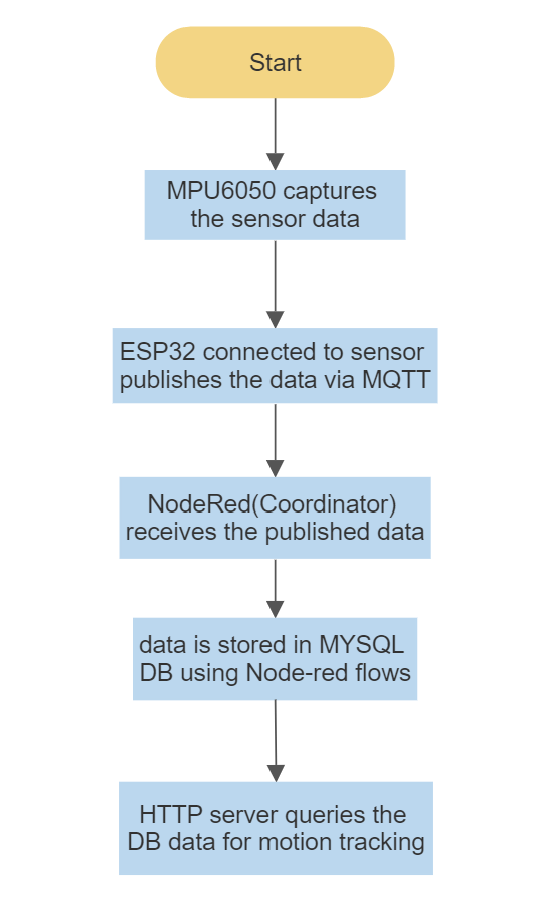 Start
MPU6050 captures
the sensor data
ESP32 connected to sensor
publishes the data via MQTT
NodeRed(Coordinator)
receives the published data
data is stored in MYSQL
DB using Node-red flows
HTTP server queries the
DB data for motion tracking